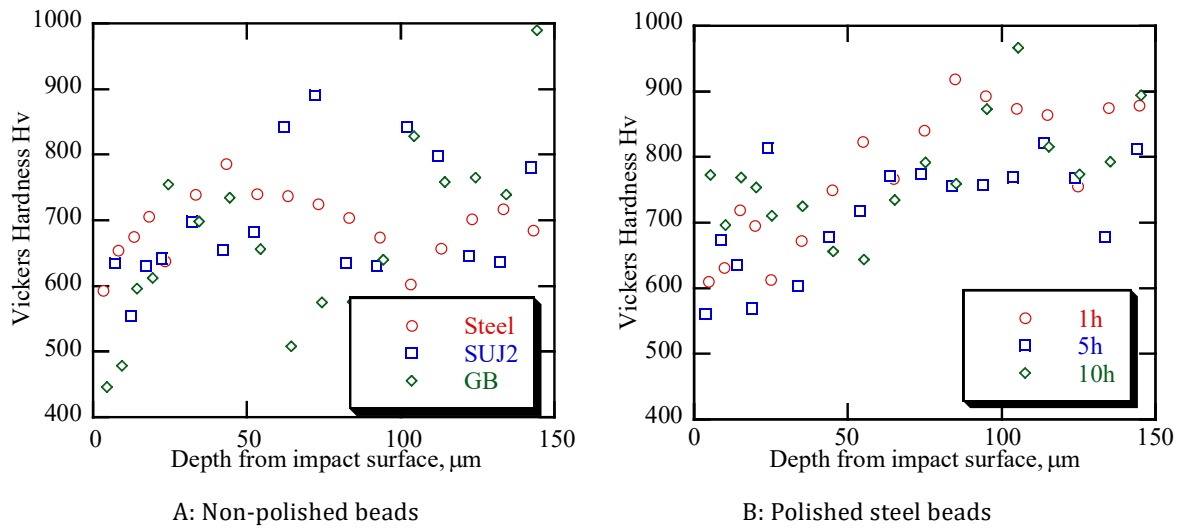 1000
900
800
700
600
500
400
Vickers Hardness Hv
Steel
SUJ2
GB
0
50
100
150
Depth from impact surface, μm
A: Non-polished beads
1000
900
800
700
600
500
400
Vickers Hardness Hv
1h
5h
10h
0
50
100
150
Depth from impact surface, μm
B: Polished steel beads